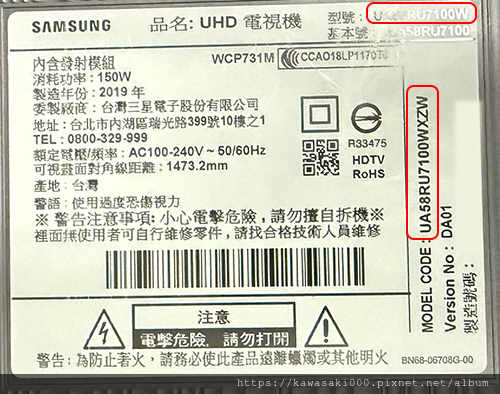 SAMSUNG
品名: UHD 電視機
型號: UA58RU7100W
基本號: UA58RU7100
內含發射模組
WCP731M
CCAO18LP1170T6
消耗功率: 150W
製造年份: 2019 年
委製廠商: 台灣三星電子股份有限公司
地址: 台北市內湖區瑞光路399號10樓之1
TEL: 0800-329-999
額定電壓/頻率: AC100-240V ~ 50/60Hz
可視畫面對角線距離: 1473.2mm
產地: 台灣
R33475
HDTV
RoHS
警語: 使用過度恐傷視力
※ 警告注意事項: 小心電擊危險, 請勿擅自拆機※
裡面無使用者可自行維修零件, 請找合格技術人員維修
MODEL CODE: UA58RU7100WXZW
Version No: DA01
製造號碼:
注意
電擊危險, 請勿打開
警告: 為防止著火, 請務必使此產品遠離蠟燭或其他明火
BN68-06708G-00
https://kawasaki000.pixnet.net/album